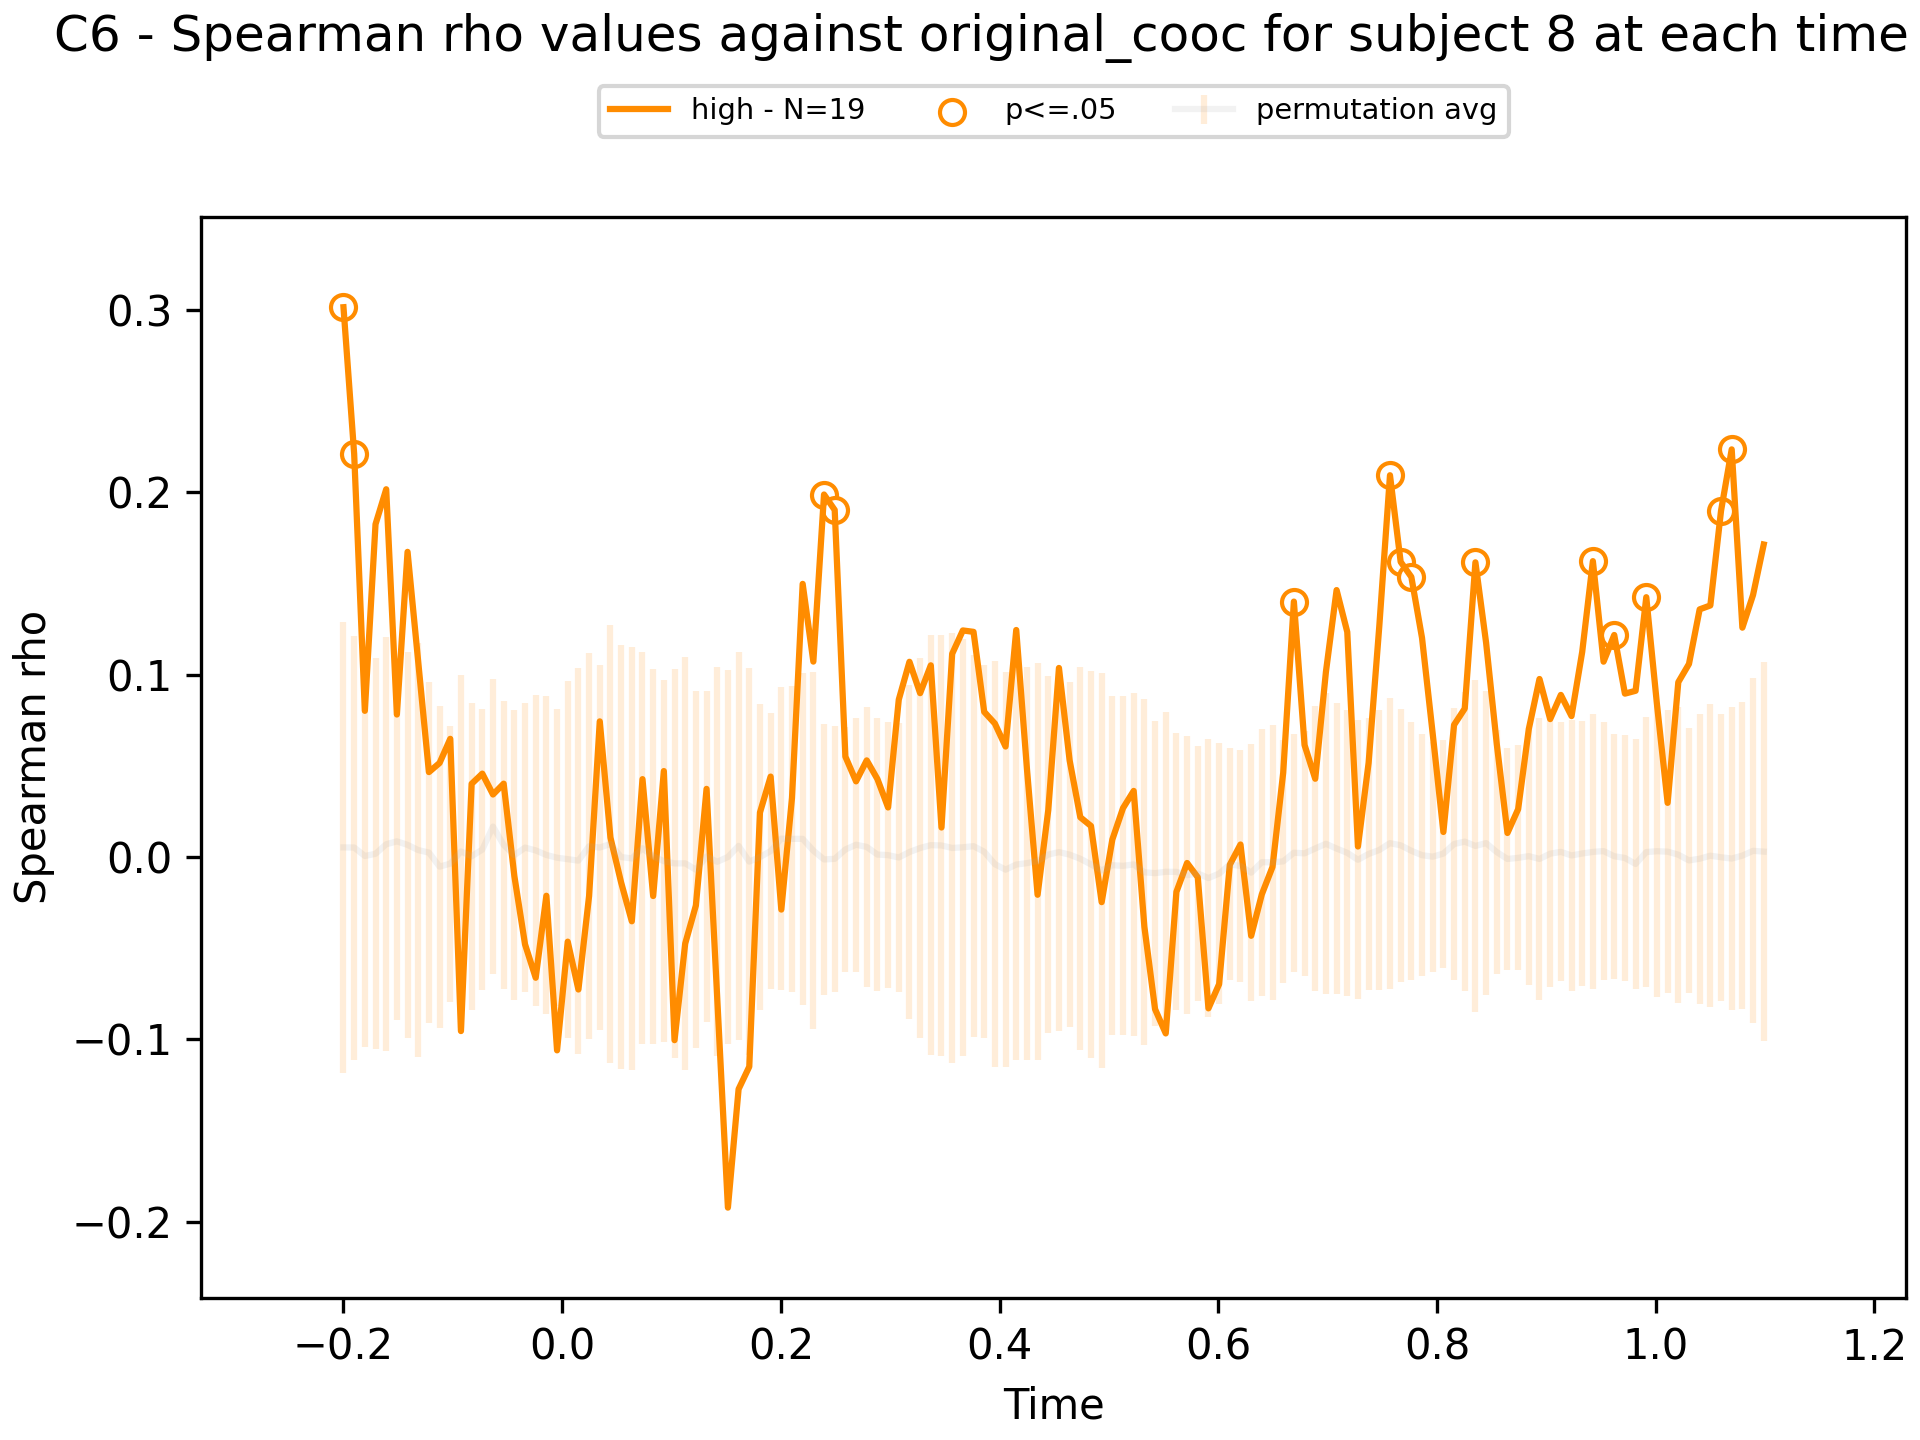 C6 - Spearman rho values against original_cooc for subject 8 at each time
high - N=19 p<=.05 permutation avg
0.3
0.2
0.1
0.0
−0.1
−0.2
Spearman rho
−0.2 0.0 0.2 0.4 0.6 0.8 1.0 1.2
Time